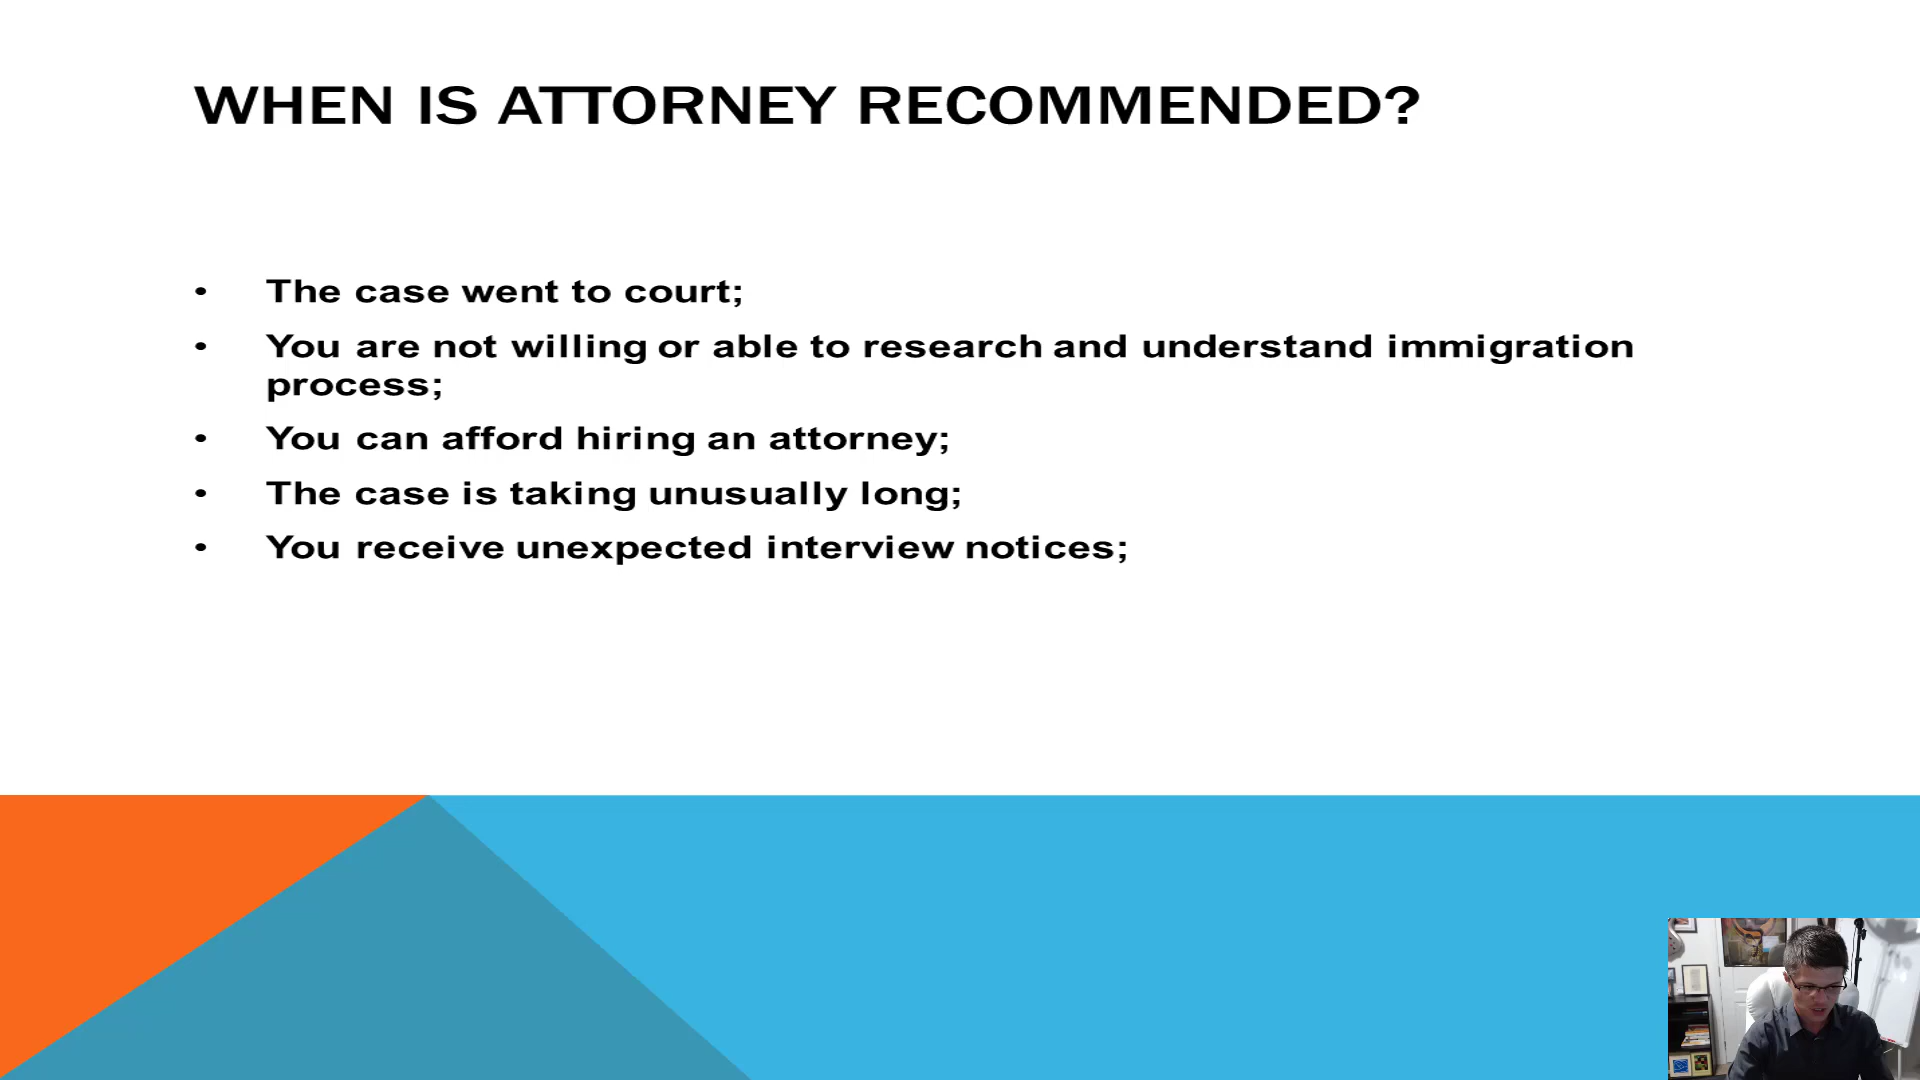 WHEN IS ATTORNEY RECOMMENDED?
• The case went to court;
• You are not willing or able to research and understand immigration
process;
• You can afford hiring an attorney;
• The case is taking unusually long;
• You receive unexpected interview notices;